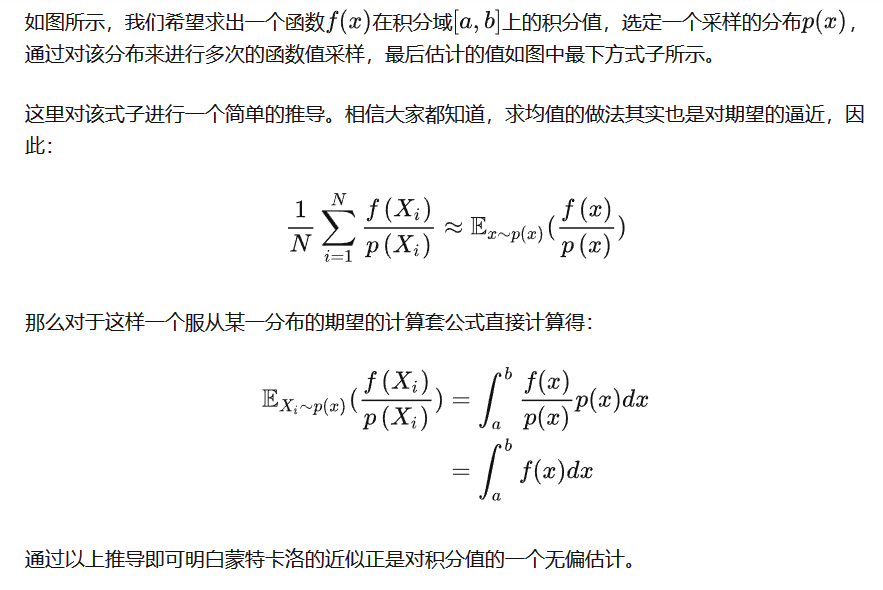 如图所示，我们希望求出一个函数f(x)在积分域[a, b]上的积分值，选定一个采样的分布p(x)，
通过对该分布来进行多次的函数值采样，最后估计的值如图中最下方式子所示。
这里对该式子进行一个简单的推导。相信大家都知道，求均值的做法其实也是对期望的逼近，因
此：
\frac{1}{N} \sum_{i=1}^{N} \frac{f(X_i)}{p(X_i)} \approx \mathbb{E}_{x \sim p(x)} (\frac{f(x)}{p(x)})
那么对于这样一个服从某一分布的期望的计算套公式直接计算得：
\mathbb{E}_{X_i \sim p(x)} (\frac{f(X_i)}{p(X_i)}) = \int_a^b \frac{f(x)}{p(x)} p(x) dx
= \int_a^b f(x) dx
通过以上推导即可明白蒙特卡洛的近似正是对积分值的一个无偏估计。